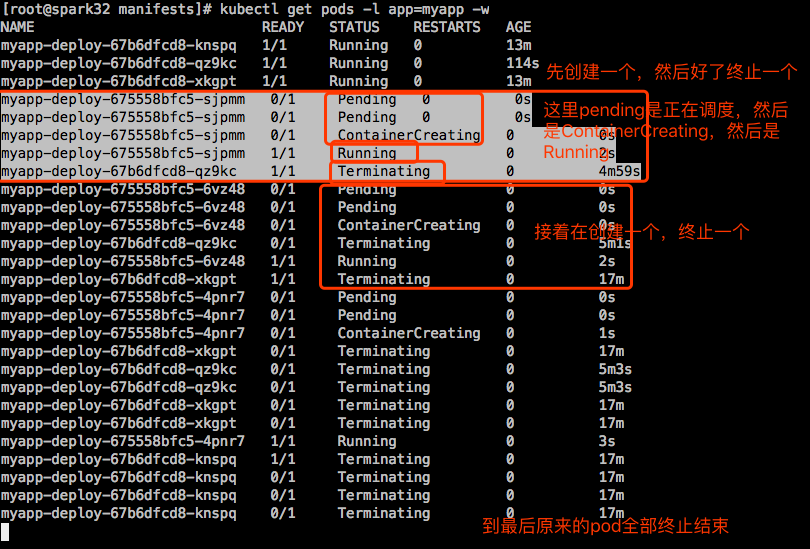 [root@spark32 manifests]# kubectl get pods -l app=myapp -w
NAME READY STATUS RESTARTS AGE
myapp-deploy-67b6dfcd8-knspq 1/1 Running 0 13m
myapp-deploy-67b6dfcd8-qz9kc 1/1 Running 0 114s
myapp-deploy-67b6dfcd8-xkgpt 1/1 Running 0 13m
先创建一个，然后好了终止一个
myapp-deploy-675558bfc5-sjpmm 0/1 Pending 0 0s
myapp-deploy-675558bfc5-sjpmm 0/1 Pending 0 0s
myapp-deploy-675558bfc5-sjpmm 0/1 ContainerCreating 0 0s
myapp-deploy-675558bfc5-sjpmm 1/1 Running 0 2s
myapp-deploy-67b6dfcd8-qz9kc 1/1 Terminating 0 4m59s
这里pending是正在调度，然后
是ContainerCreating，然后是
Running
myapp-deploy-675558bfc5-6vz48 0/1 Pending 0 0s
myapp-deploy-675558bfc5-6vz48 0/1 Pending 0 0s
myapp-deploy-675558bfc5-6vz48 0/1 ContainerCreating 0 0s
myapp-deploy-67b6dfcd8-qz9kc 0/1 Terminating 0 5m1s
myapp-deploy-675558bfc5-6vz48 1/1 Running 0 2s
myapp-deploy-67b6dfcd8-xkgpt 1/1 Terminating 0 17m
接着在创建一个，终止一个
myapp-deploy-675558bfc5-4pnr7 0/1 Pending 0 0s
myapp-deploy-675558bfc5-4pnr7 0/1 Pending 0 0s
myapp-deploy-675558bfc5-4pnr7 0/1 ContainerCreating 0 1s
myapp-deploy-67b6dfcd8-xkgpt 0/1 Terminating 0 17m
myapp-deploy-67b6dfcd8-qz9kc 0/1 Terminating 0 5m3s
myapp-deploy-67b6dfcd8-qz9kc 0/1 Terminating 0 5m3s
myapp-deploy-67b6dfcd8-xkgpt 0/1 Terminating 0 17m
myapp-deploy-67b6dfcd8-xkgpt 0/1 Terminating 0 17m
myapp-deploy-675558bfc5-4pnr7 1/1 Running 0 3s
myapp-deploy-67b6dfcd8-knspq 1/1 Terminating 0 17m
myapp-deploy-67b6dfcd8-knspq 0/1 Terminating 0 17m
myapp-deploy-67b6dfcd8-knspq 0/1 Terminating 0 17m
myapp-deploy-67b6dfcd8-knspq 0/1 Terminating 0 17m
到最后原来的pod全部终止结束